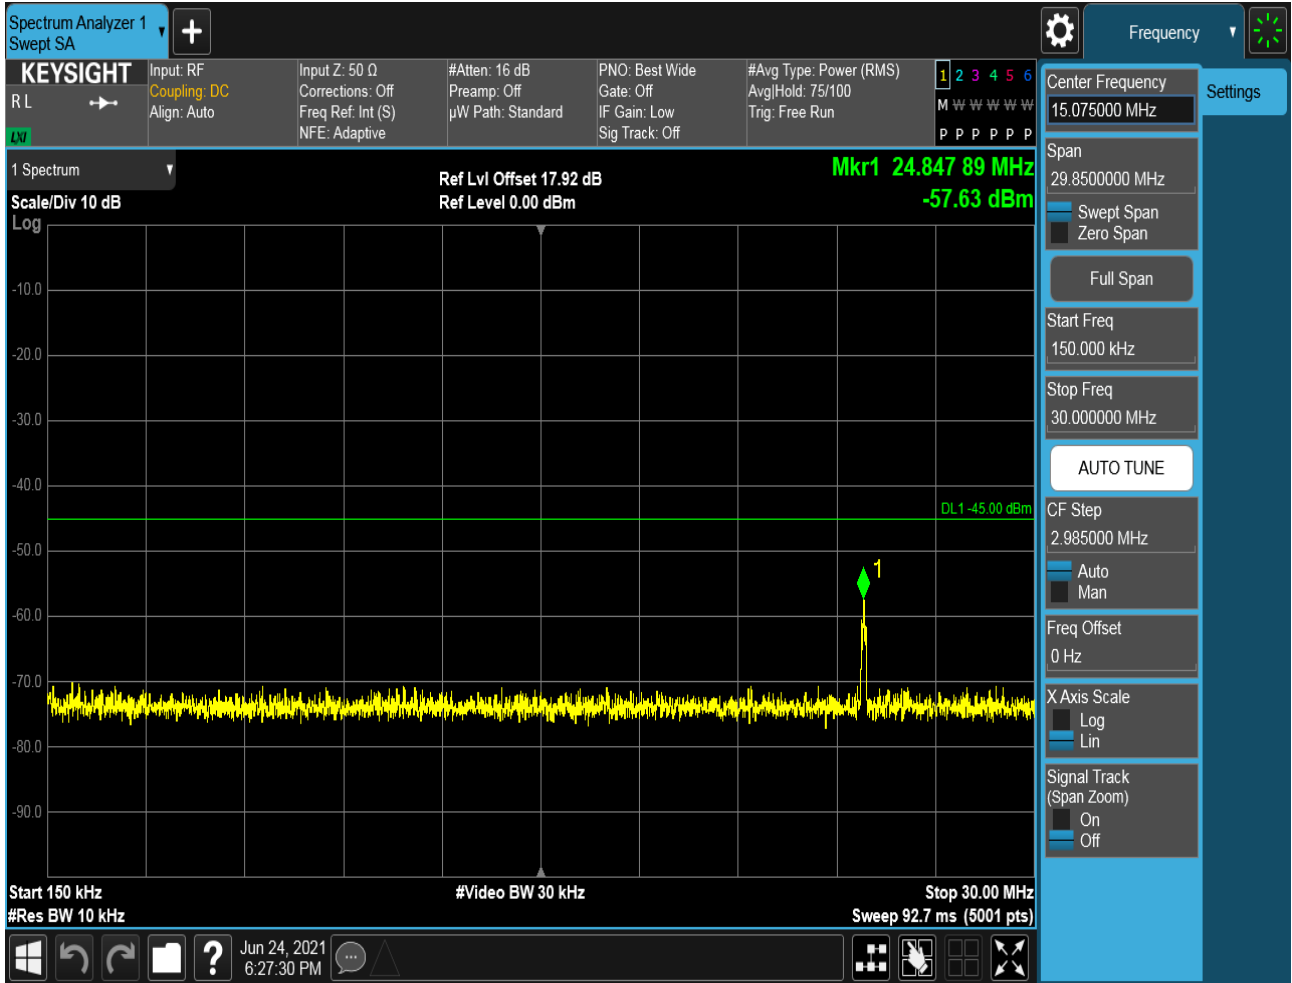 Spectrum Analyzer 1
Swept SA
Frequency
KEYSIGHT
R L
LXI
Input: RF
Coupling: DC
Align: Auto
Input Z: 50 Ω
Corrections: Off
Freq Ref: Int (S)
NFE: Adaptive
#Atten: 16 dB
Preamp: Off
µW Path: Standard
PNO: Best Wide
Gate: Off
IF Gain: Low
Sig Track: Off
#Avg Type: Power (RMS)
Avg|Hold: 75/100
Trig: Free Run
1 2 3 4 5 6
M W W W W W
P P P P P P
1 Spectrum
Scale/Div 10 dB
Log
Ref Lvl Offset 17.92 dB
Ref Level 0.00 dBm
Mkr1 24.847 89 MHz
-57.63 dBm
-10.0
-20.0
-30.0
-40.0
DL1 -45.00 dBm
-50.0
1
-60.0
-70.0
-80.0
-90.0
Start 150 kHz
#Video BW 30 kHz
Stop 30.00 MHz
#Res BW 10 kHz
Sweep 92.7 ms (5001 pts)
Center Frequency
15.075000 MHz
Settings
Span
29.8500000 MHz
Swept Span
Zero Span
Full Span
Start Freq
150.000 kHz
Stop Freq
30.000000 MHz
AUTO TUNE
CF Step
2.985000 MHz
Auto
Man
Freq Offset
0 Hz
X Axis Scale
Log
Lin
Signal Track
(Span Zoom)
On
Off
?
Jun 24, 2021
6:27:30 PM